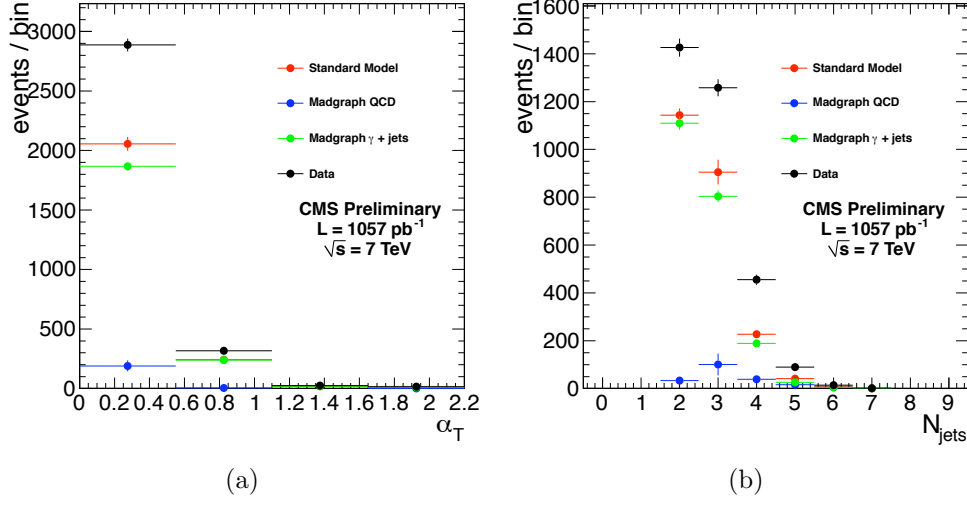 events / bin
3000
2500
2000
1500
1000
500
0
Standard Model
Madgraph QCD
Madgraph γ + jets
Data
CMS Preliminary
L = 1057 pb⁻¹
√s = 7 TeV
0 0.2 0.4 0.6 0.8 1 1.2 1.4 1.6 1.8 2 2.2
α_T
(a)
events / bin
1600
1400
1200
1000
800
600
400
200
0
Standard Model
Madgraph QCD
Madgraph γ + jets
Data
CMS Preliminary
L = 1057 pb⁻¹
√s = 7 TeV
0 1 2 3 4 5 6 7 8 9
N_jets
(b)